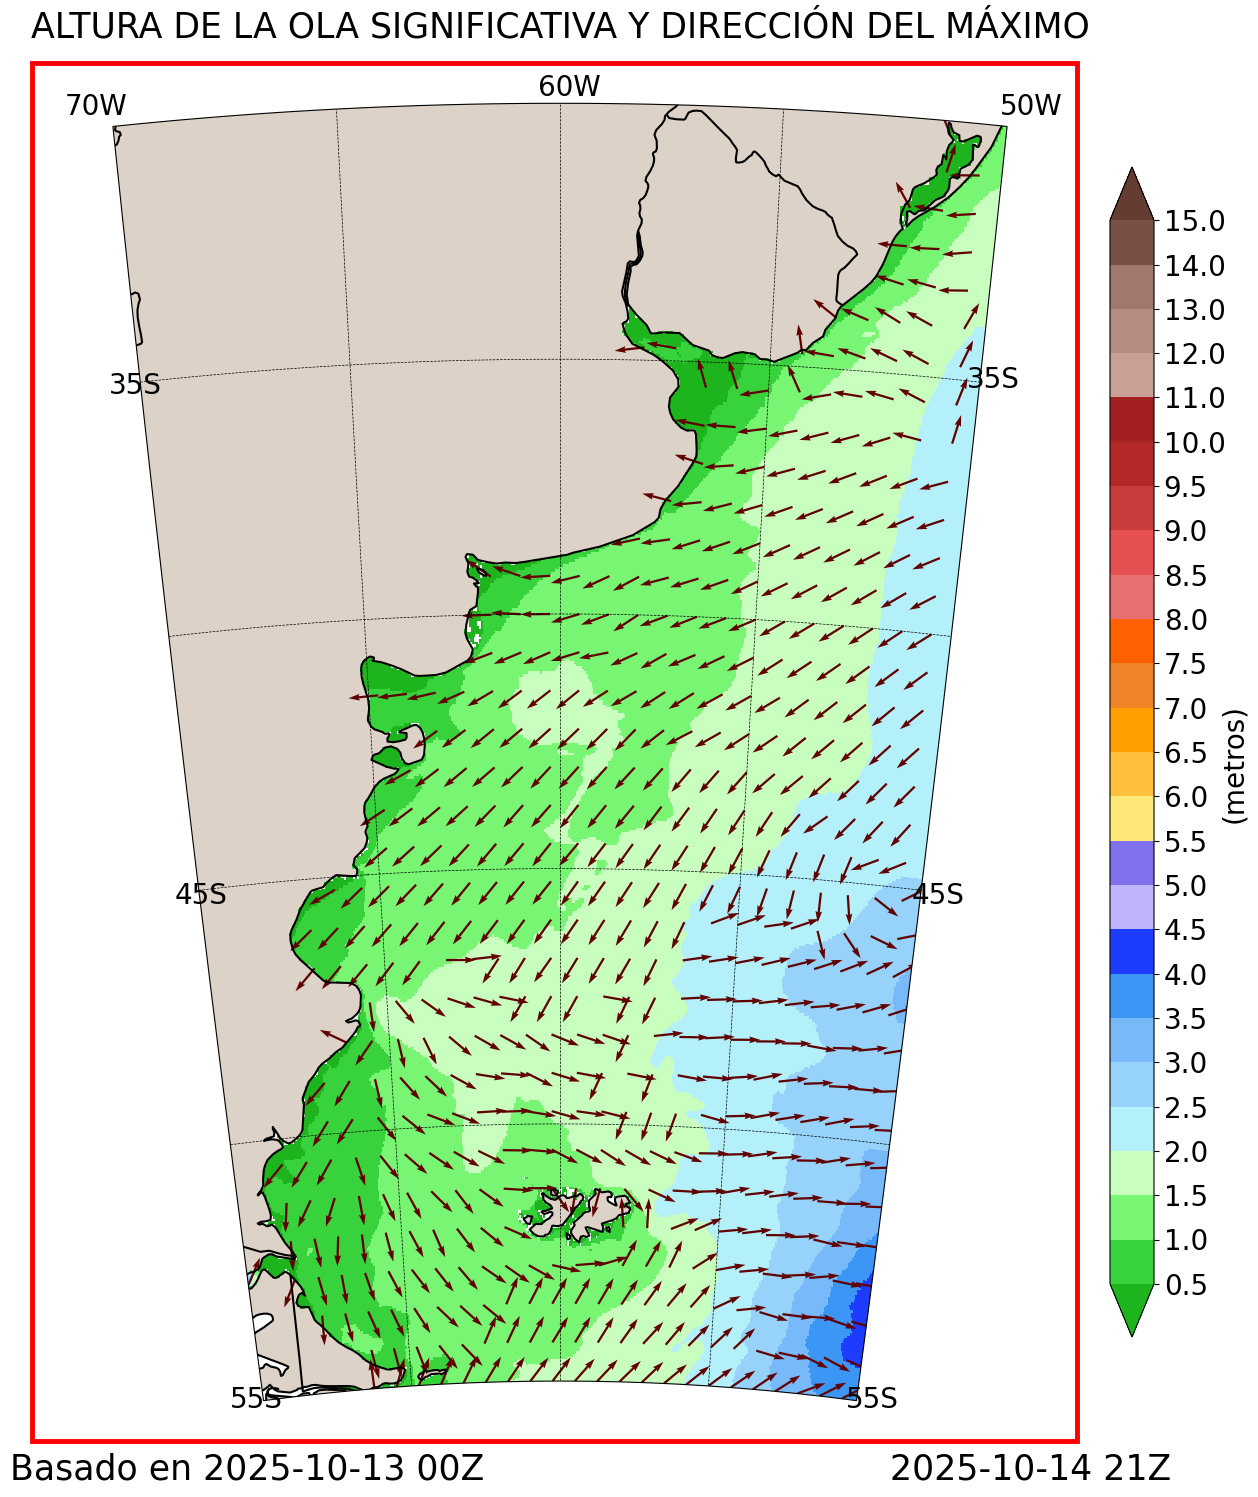 ALTURA DE LA OLA SIGNIFICATIVA Y DIRECCIÓN DEL MÁXIMO
70W
60W
50W
35S
35S
45S
45S
55S
55S
15.0
14.0
13.0
12.0
11.0
10.0
9.5
9.0
8.5
8.0
7.5
7.0
6.5
6.0
5.5
5.0
4.5
4.0
3.5
3.0
2.5
2.0
1.5
1.0
0.5
(metros)
Basado en 2025-10-13 00Z
2025-10-14 21Z